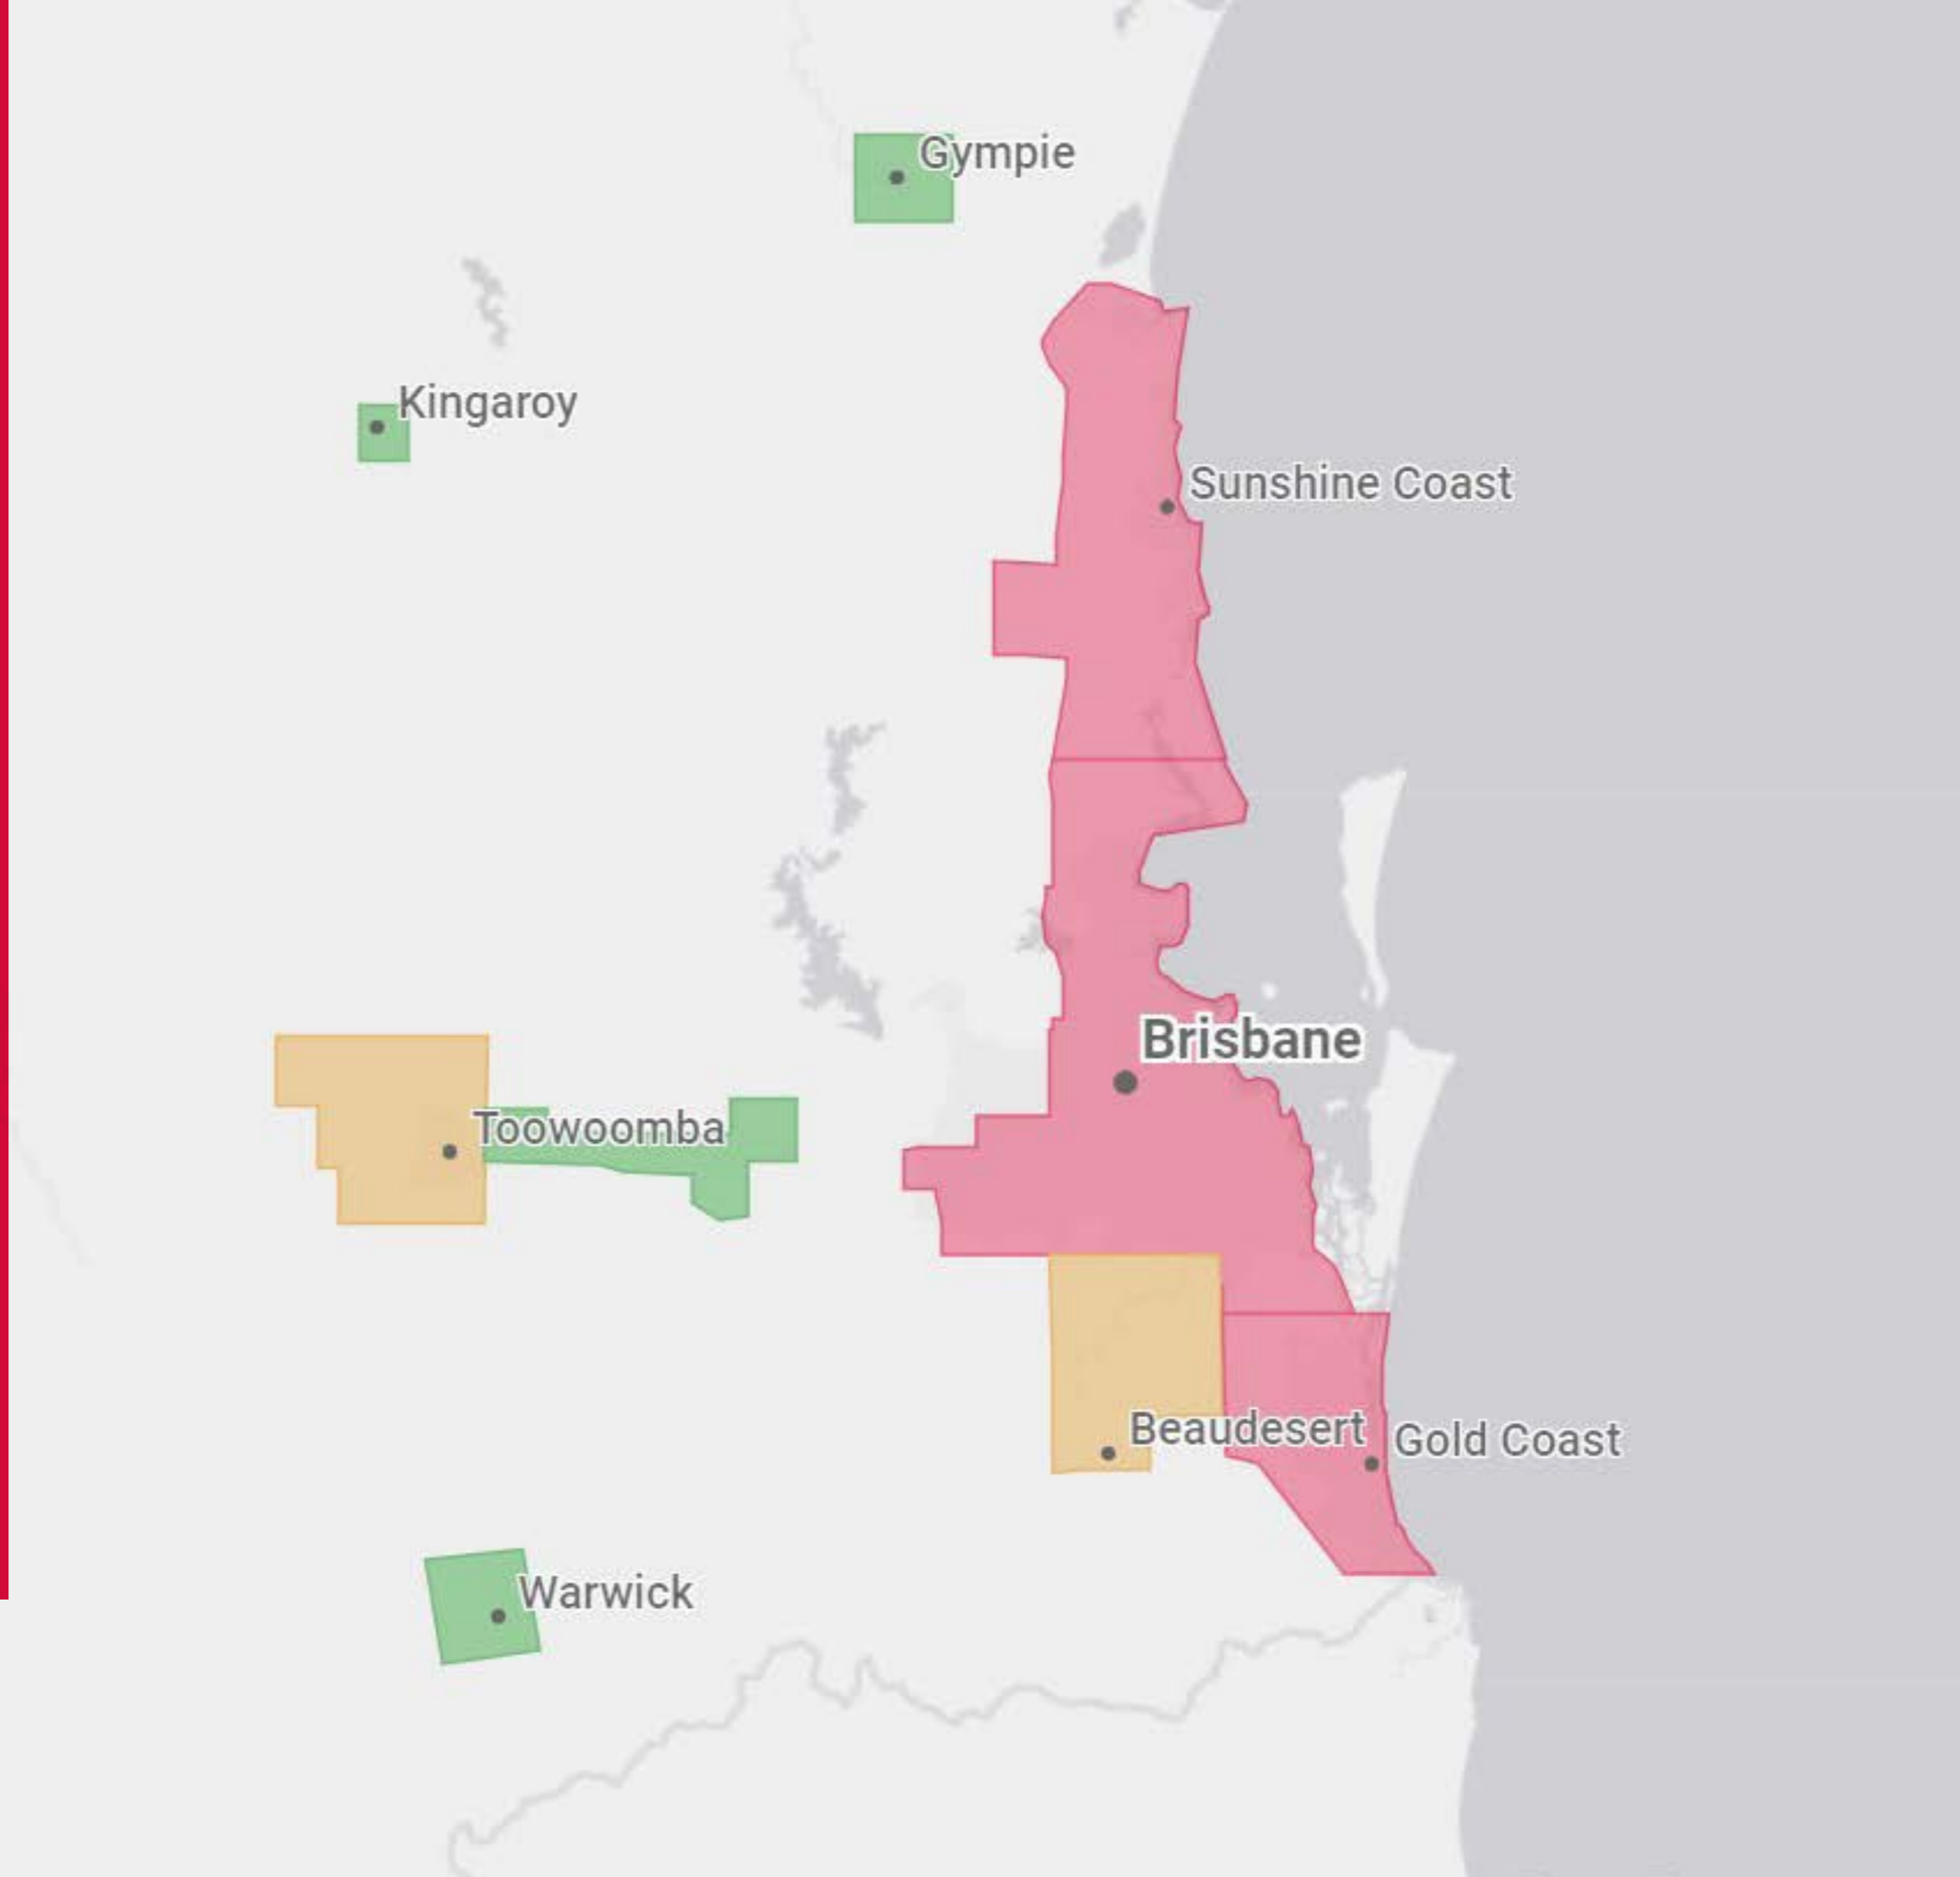 Gympie
Kingaroy
Sunshine Coast
Brisbane
Toowoomba
Beaudesert
Gold Coast
Warwick